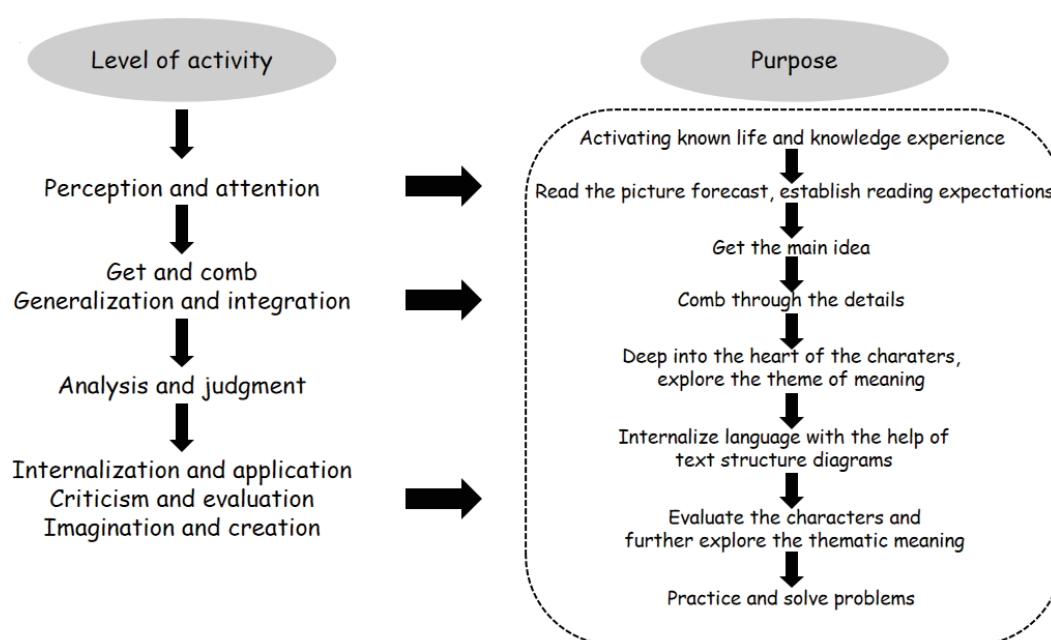 Level of activity
Perception and attention
Get and comb
Generalization and integration
Analysis and judgment
Internalization and application
Criticism and evaluation
Imagination and creation
Purpose
Activating known life and knowledge experience
Read the picture forecast, establish reading expectations
Get the main idea
Comb through the details
Deep into the heart of the charaters,
explore the theme of meaning
Internalize language with the help of
text structure diagrams
Evaluate the characters and
further explore the thematic meaning
Practice and solve problems